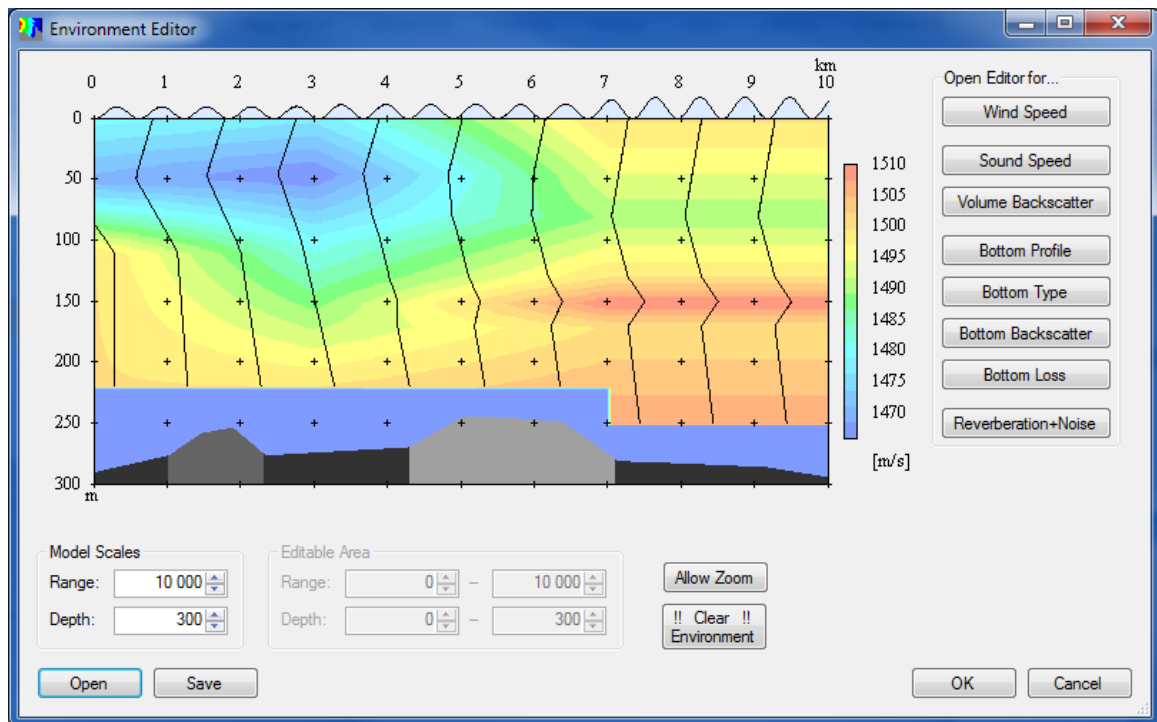 Environment Editor
km
0 1 2 3 4 5 6 7 8 9 10
0
50
100
150
200
250
300
m
1510
1505
1500
1495
1490
1485
1480
1475
1470
[m/s]
Open Editor for...
Wind Speed
Sound Speed
Volume Backscatter
Bottom Profile
Bottom Type
Bottom Backscatter
Bottom Loss
Reverberation+Noise
Model Scales
Range: 10 000
Depth: 300
Editable Area
Range: 0 – 10 000
Depth: 0 – 300
Allow Zoom
!! Clear !!
Environment
Open Save OK Cancel